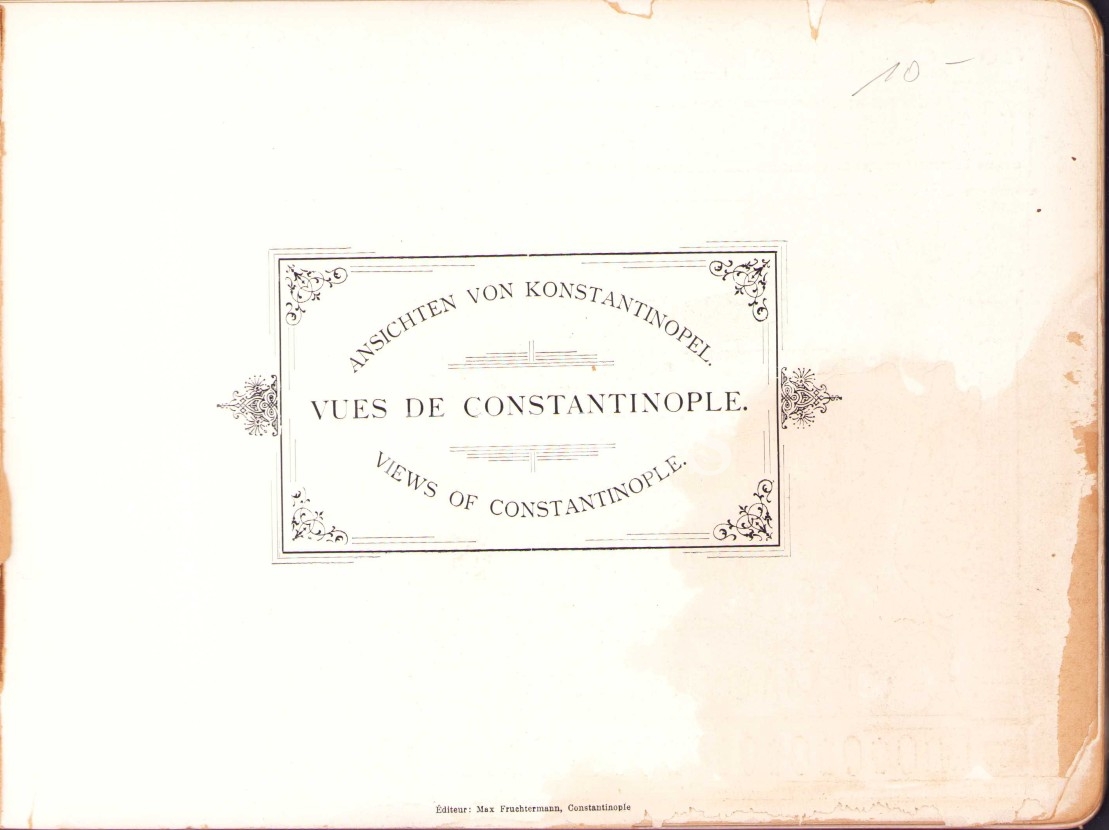 10 -
ANSICHTEN VON KONSTANTINOPEL.
VUES DE CONSTANTINOPLE.
VIEWS OF CONSTANTINOPLE.
Éditeur: Max Fruchtermann, Constantinople